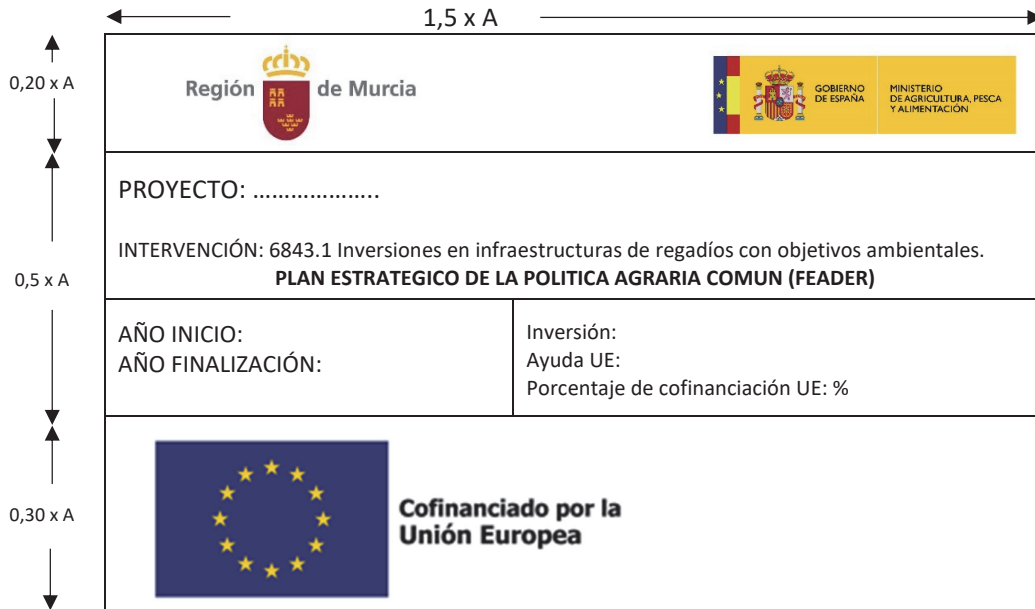 1,5 x A
0,20 x A
Región de Murcia
GOBIERNO
DE ESPAÑA
MINISTERIO
DE AGRICULTURA, PESCA
Y ALIMENTACIÓN
PROYECTO: ...................
INTERVENCIÓN: 6843.1 Inversiones en infraestructuras de regadíos con objetivos ambientales.
PLAN ESTRATEGICO DE LA POLITICA AGRARIA COMUN (FEADER)
0,5 x A
AÑO INICIO:
AÑO FINALIZACIÓN:
Inversión:
Ayuda UE:
Porcentaje de cofinanciación UE: %
0,30 x A
Cofinanciado por la
Unión Europea